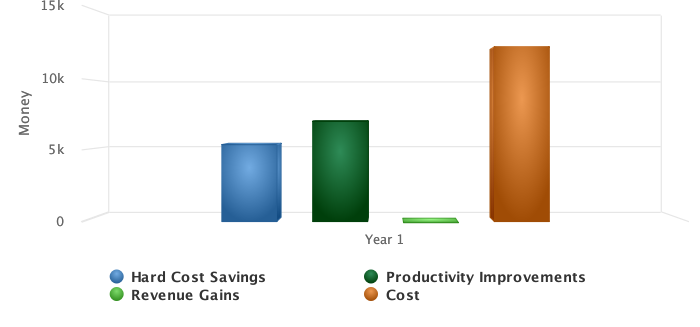 15k
10k
5k
0
Money
Year 1
Hard Cost Savings
Productivity Improvements
Revenue Gains
Cost